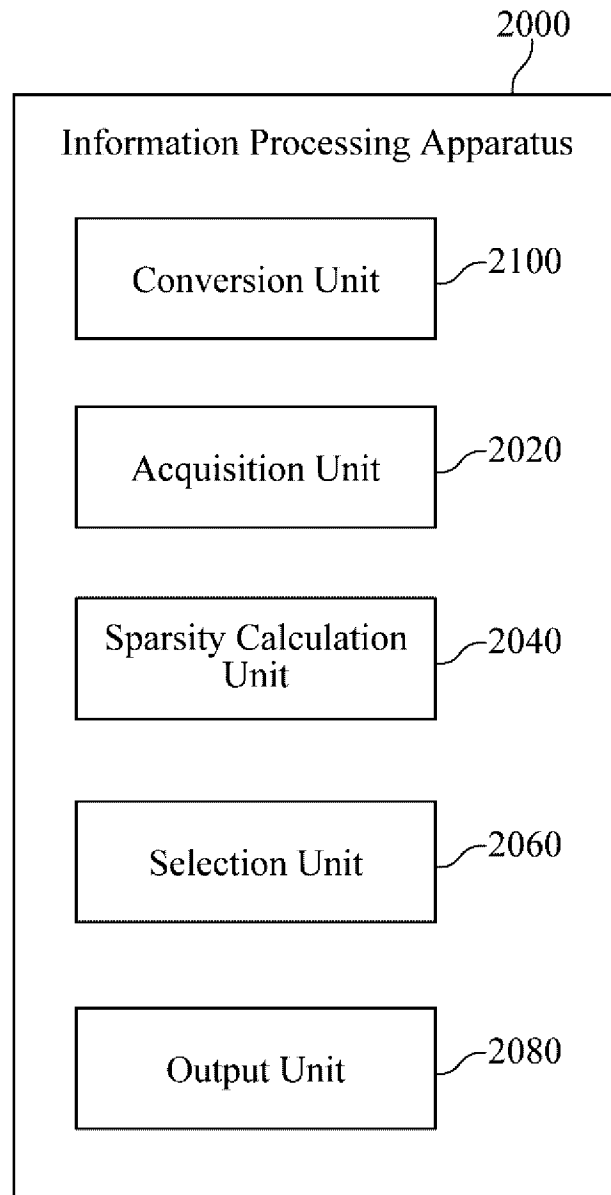 2000
Information Processing Apparatus
Conversion Unit
2100
Acquisition Unit
2020
Sparsity Calculation
Unit
2040
Selection Unit
2060
Output Unit
2080